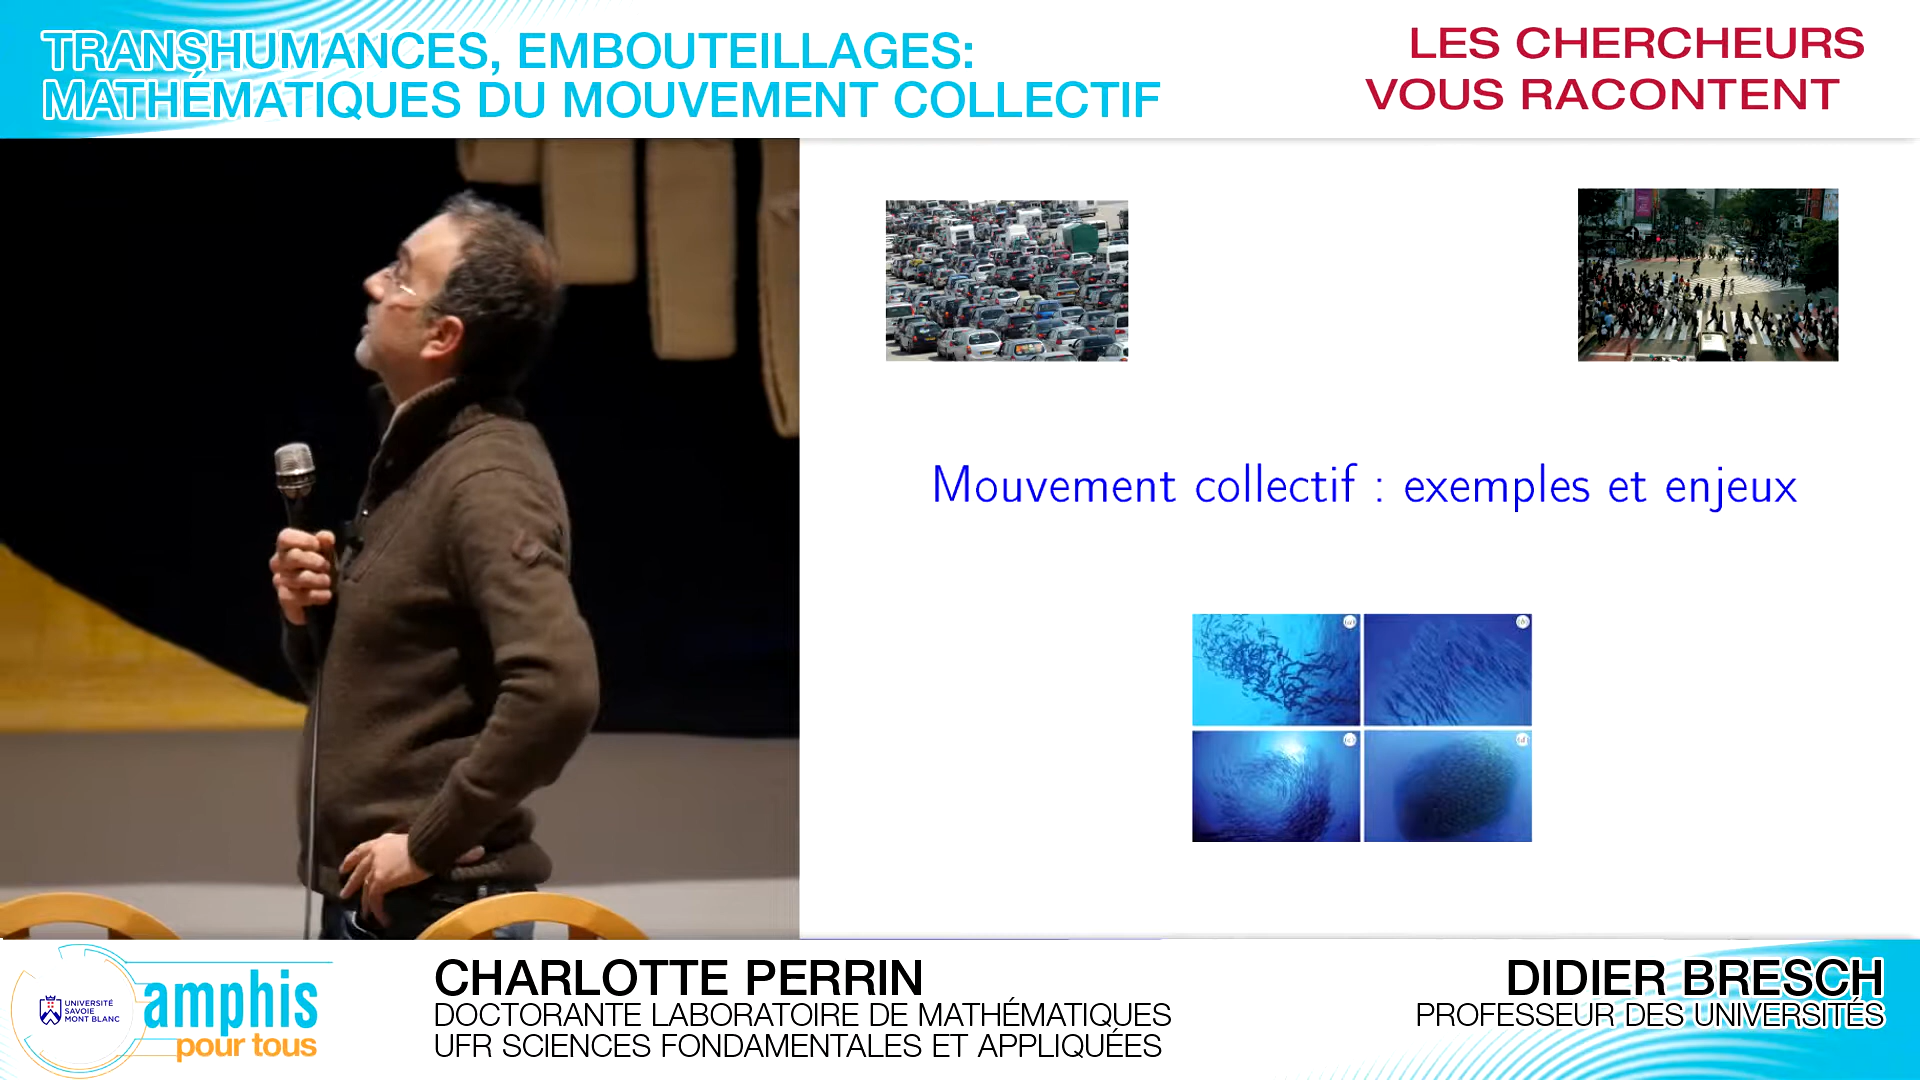 TRANSHUMANCES, EMBOUTEILLAGES:
MATHÉMATIQUES DU MOUVEMENT COLLECTIF
LES CHERCHEURS
VOUS RACONTENT
Mouvement collectif : exemples et enjeux
(a)
(b)
(c)
(d)
UNIVERSITÉ
SAVOIE
MONT BLANC
amphis
pour tous
CHARLOTTE PERRIN
DOCTORANTE LABORATOIRE DE MATHÉMATIQUES
UFR SCIENCES FONDAMENTALES ET APPLIQUÉES
DIDIER BRESCH
PROFESSEUR DES UNIVERSITÉS